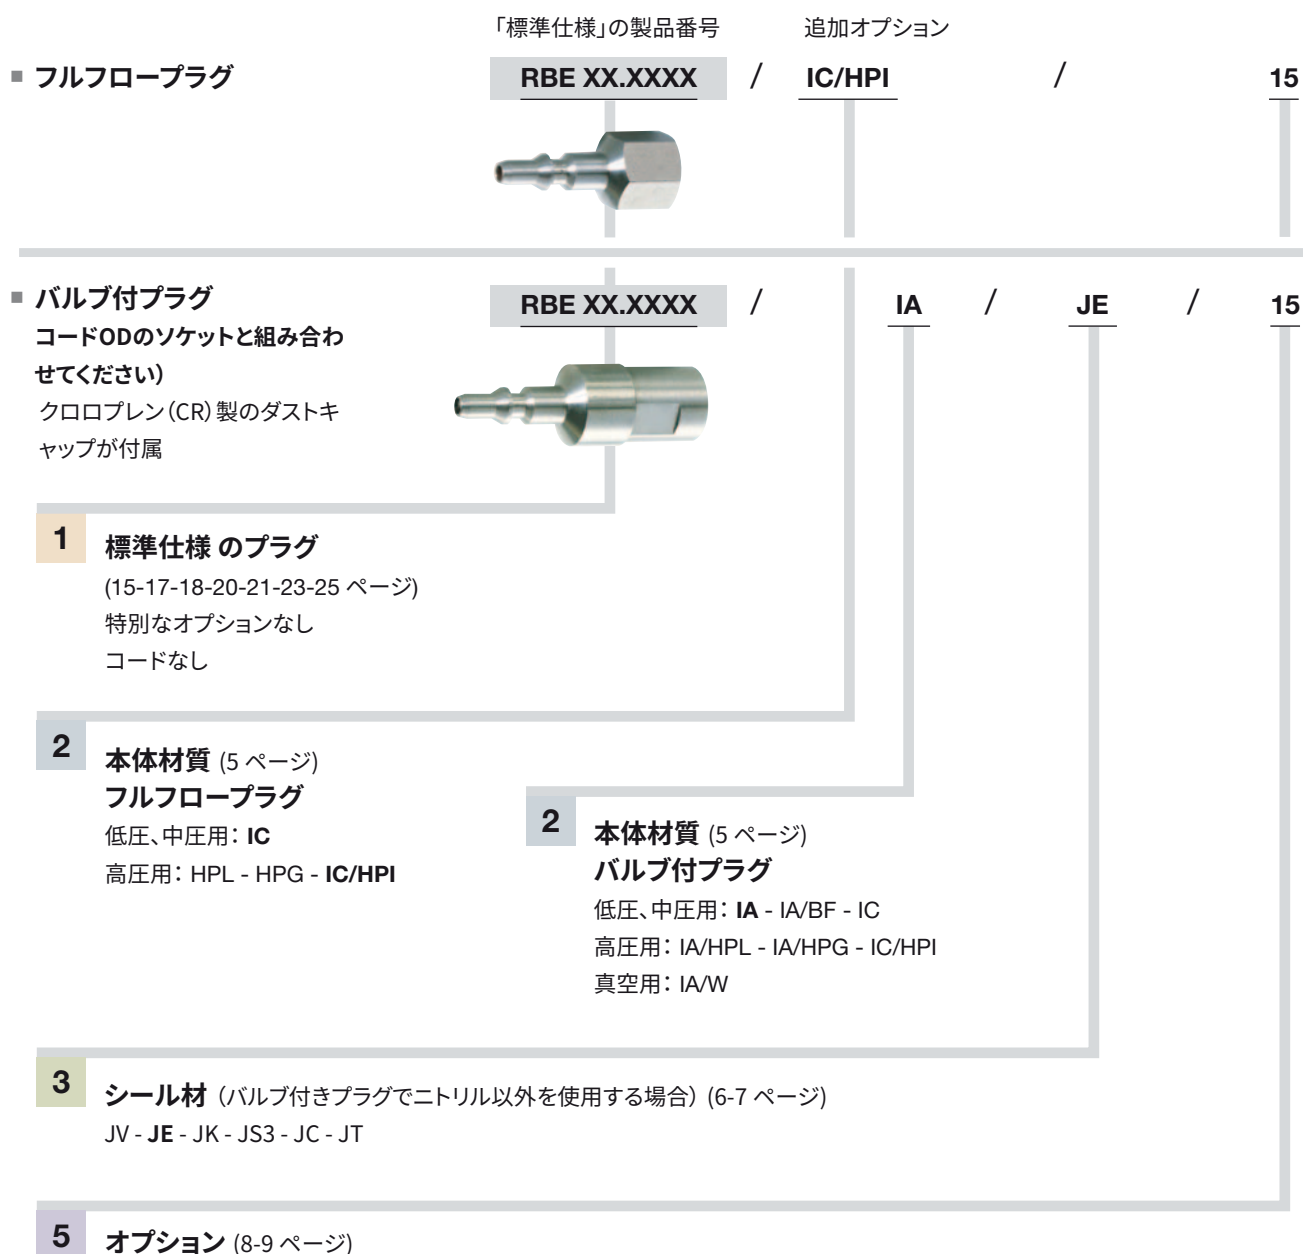 「標準仕様」の製品番号 追加オプション
■ フルフロープラグ RBE XX.XXXX / IC/HPI / 15
■ バルブ付プラグ RBE XX.XXXX / IA / JE / 15
コードODのソケットと組み合わ
せてください）
クロロプレン（CR）製のダストキ
ャップが付属
1 標準仕様 のプラグ
(15-17-18-20-21-23-25 ページ)
特別なオプションなし
コードなし
2 本体材質 (5 ページ)
フルフロープラグ
低圧、中圧用： IC
高圧用： HPL - HPG - IC/HPI
2 本体材質 (5 ページ)
バルブ付プラグ
低圧、中圧用： IA - IA/BF - IC
高圧用： IA/HPL - IA/HPG - IC/HPI
真空用： IA/W
3 シール材（バルブ付きプラグでニトリル以外を使用する場合）(6-7 ページ)
JV - JE - JK - JS3 - JC - JT
5 オプション (8-9 ページ)